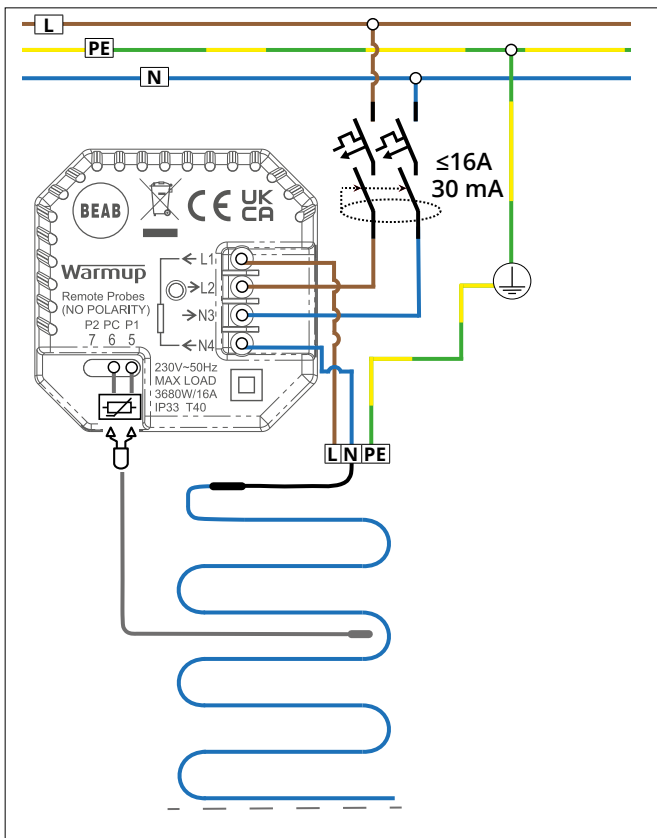 L
PE
N
≤16A
30 mA
BEAB
CE UK CA
Warmup
L1
L2
N3
N4
Remote Probes
(NO POLARITY)
P2 PC P1
7 6 5
230V~50Hz
MAX LOAD
3680W/16A
IP33 T40
L N PE